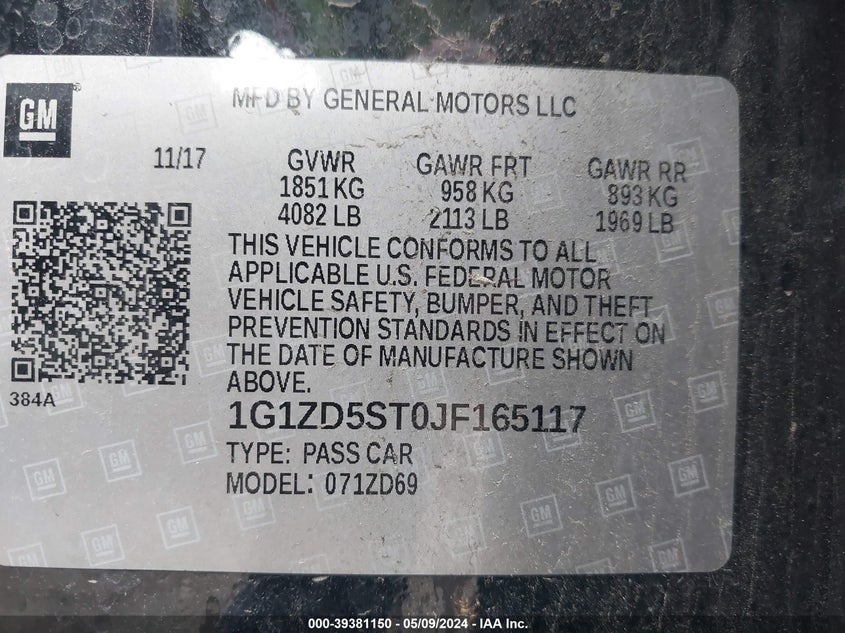 MFD BY GENERAL MOTORS LLC
GM
11/17 GVWR GAWR FRT GAWR RR
1851 KG 958 KG 893 KG
4082 LB 2113 LB 1969 LB
THIS VEHICLE CONFORMS TO ALL
APPLICABLE U.S. FEDERAL MOTOR
VEHICLE SAFETY, BUMPER, AND THEFT
PREVENTION STANDARDS IN EFFECT ON
THE DATE OF MANUFACTURE SHOWN
ABOVE.
384A
1G1ZD5ST0JF165117
TYPE: PASS CAR
MODEL: 071ZD69
000-39381150 - 05/09/2024 - IAA Inc.